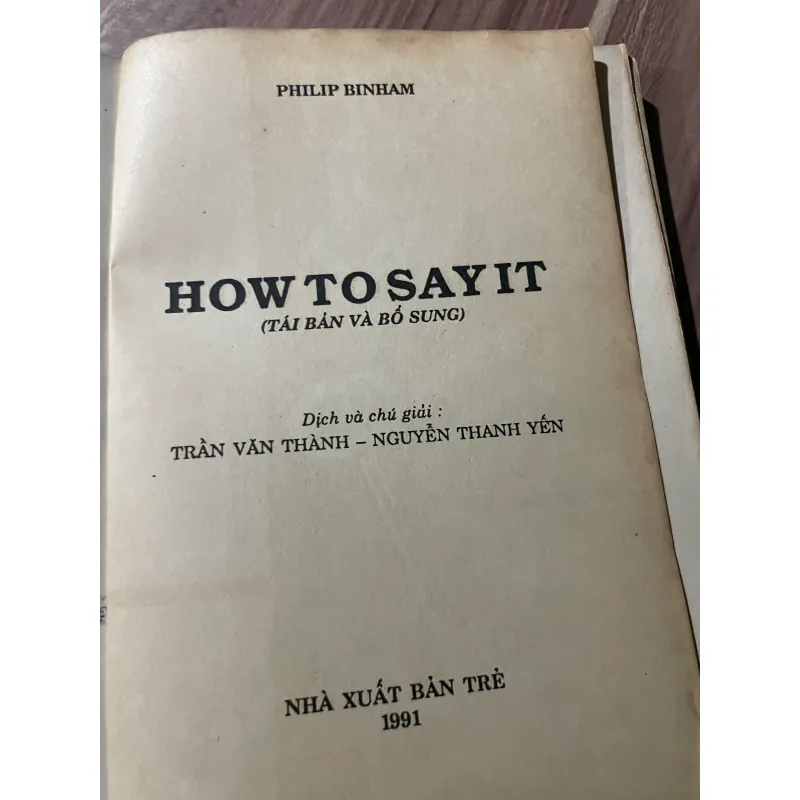 PHILIP BINHAM
HOW TO SAY IT
(TÁI BẢN VÀ BỔ SUNG)
Dịch và chú giải :
TRẦN VĂN THÀNH – NGUYỄN THANH YẾN
NHÀ XUẤT BẢN TRẺ
1991